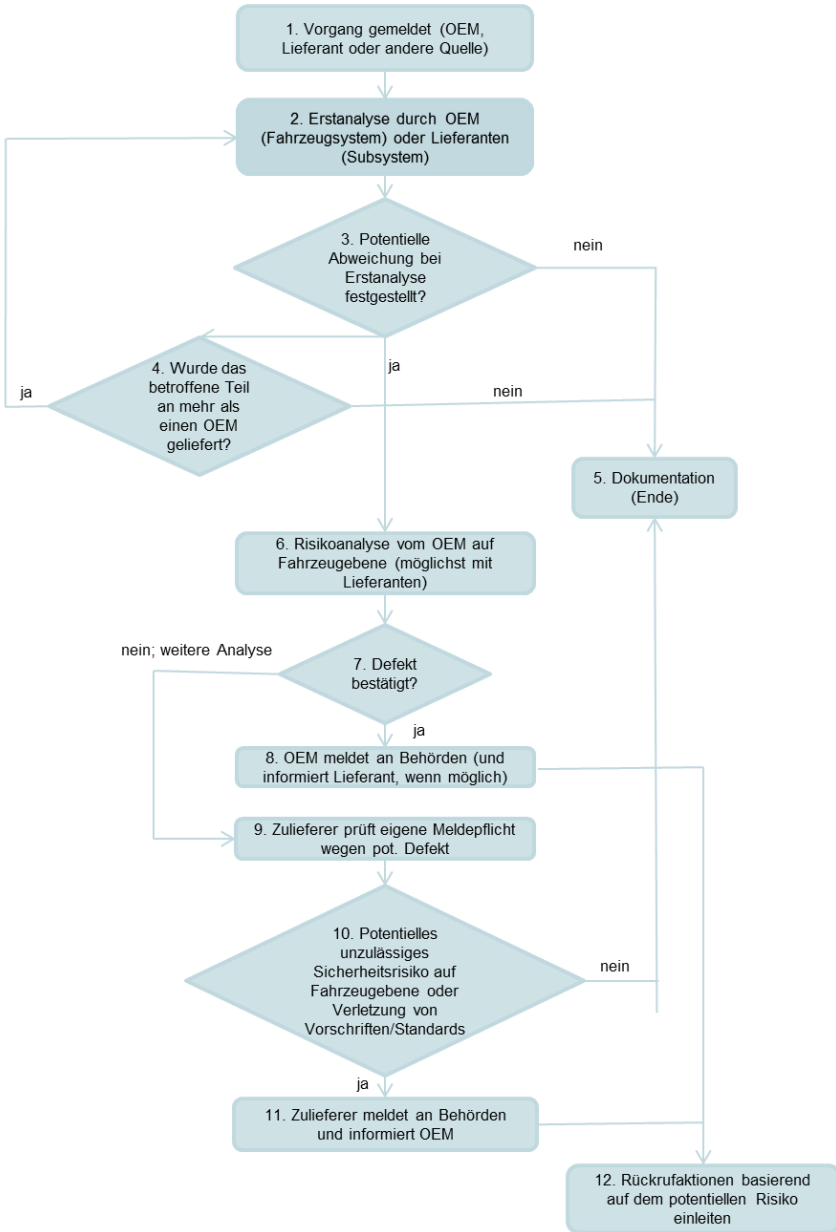 1. Vorgang gemeldet (OEM,
Lieferant oder andere Quelle)
2. Erstanalyse durch OEM
(Fahrzeugsystem) oder Lieferanten
(Subsystem)
3. Potentielle
Abweichung bei
Erstanalyse
festgestellt?
nein
ja
4. Wurde das
betroffene Teil
an mehr als
einen OEM
geliefert?
ja
nein
5. Dokumentation
(Ende)
6. Risikoanalyse vom OEM auf
Fahrzeugebene (möglichst mit
Lieferanten)
nein; weitere Analyse
7. Defekt
bestätigt?
ja
8. OEM meldet an Behörden (und
informiert Lieferant, wenn möglich)
9. Zulieferer prüft eigene Meldepflicht
wegen pot. Defekt
10. Potentielles
unzulässiges
Sicherheitsrisiko auf
Fahrzeugebene oder
Verletzung von
Vorschriften/Standards
nein
ja
11. Zulieferer meldet an Behörden
und informiert OEM
12. Rückrufaktionen basierend
auf dem potentiellen Risiko
einleiten